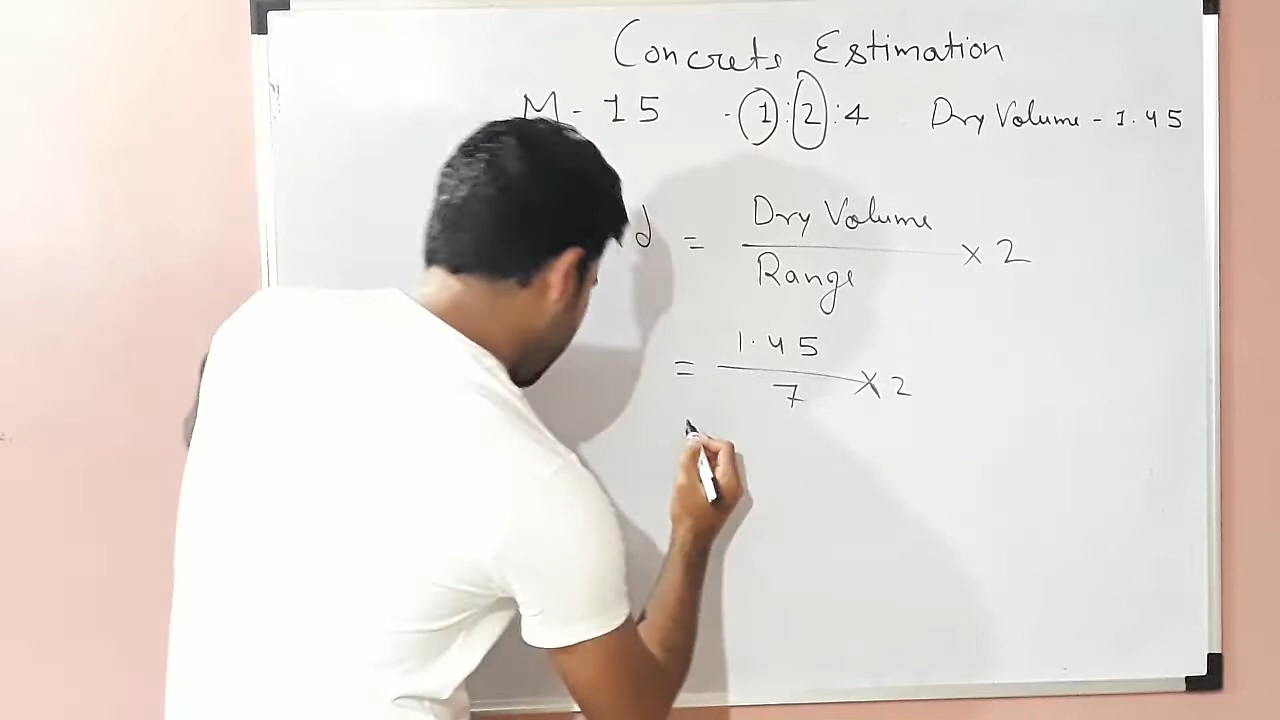 Concrete Estimation
M - 15 - 1 : 2 : 4 Dry Volume - 1.45
= Dry Volume / Range × 2
= 1.45 / 7 × 2